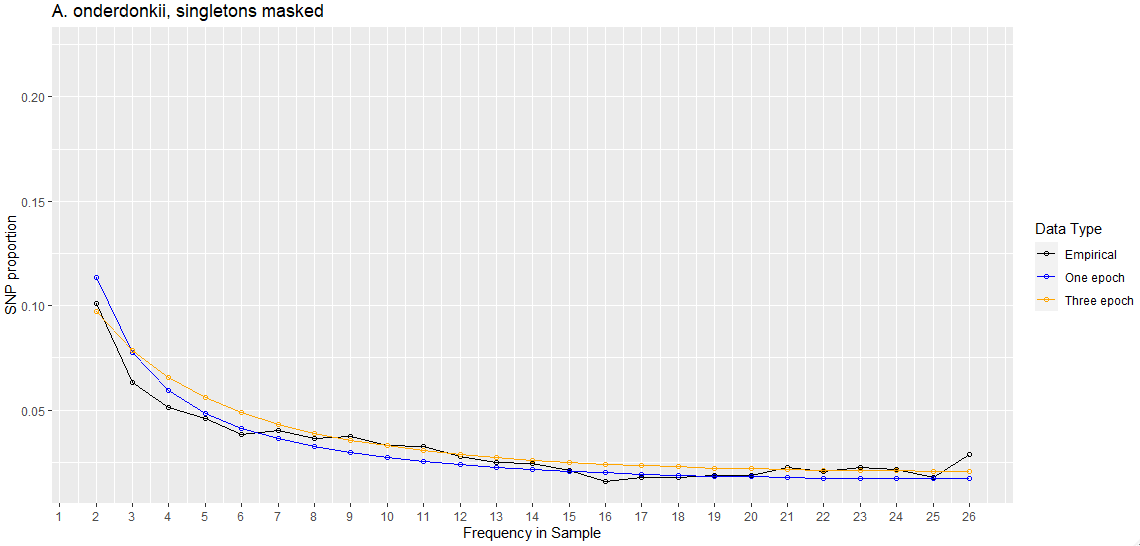 A. onderdonkii, singletons masked
0.20
0.15
0.10
0.05
SNP proportion
1 2 3 4 5 6 7 8 9 10 11 12 13 14 15 16 17 18 19 20 21 22 23 24 25 26
Frequency in Sample
Data Type
Empirical
One epoch
Three epoch